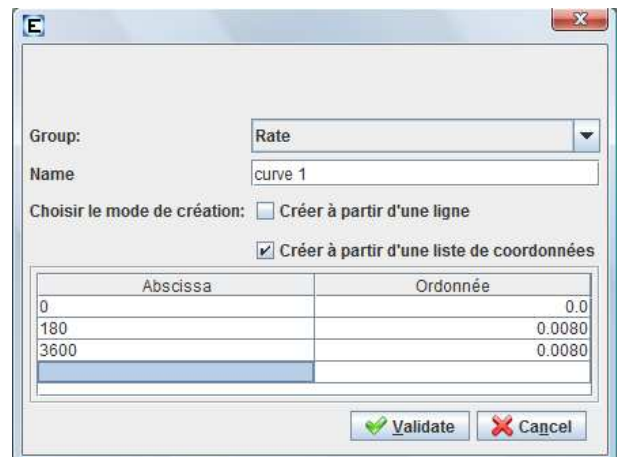 E
Group: Rate
Name curve 1
Choisir le mode de création: Créer à partir d'une ligne
Créer à partir d'une liste de coordonnées
Abscissa Ordonnée
0 0.0
180 0.0080
3600 0.0080
Validate Cancel